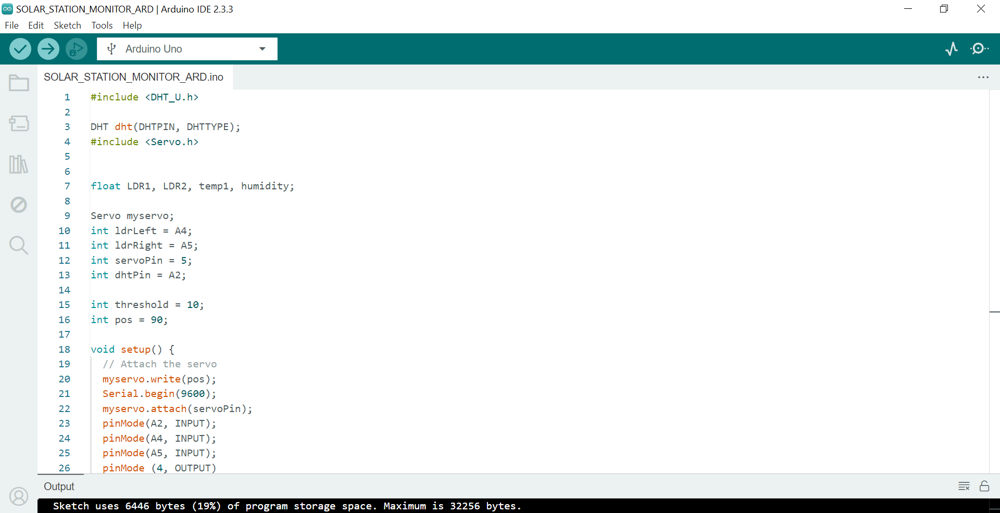 SOLAR_STATION_MONITOR_ARD | Arduino IDE 2.3.3
File Edit Sketch Tools Help
Arduino Uno
SOLAR_STATION_MONITOR_ARD.ino
1 #include <DHT_U.h>
2
3 DHT dht(DHTPIN, DHTTYPE);
4 #include <Servo.h>
5
6
7 float LDR1, LDR2, temp1, humidity;
8
9 Servo myservo;
10 int ldrLeft = A4;
11 int ldrRight = A5;
12 int servoPin = 5;
13 int dhtPin = A2;
14
15 int threshold = 10;
16 int pos = 90;
17
18 void setup() {
19 // Attach the servo
20 myservo.write(pos);
21 Serial.begin(9600);
22 myservo.attach(servoPin);
23 pinMode(A2, INPUT);
24 pinMode(A4, INPUT);
25 pinMode(A5, INPUT);
26 pinMode (4, OUTPUT)
Output
Sketch uses 6446 bytes (19%) of program storage space. Maximum is 32256 bytes.